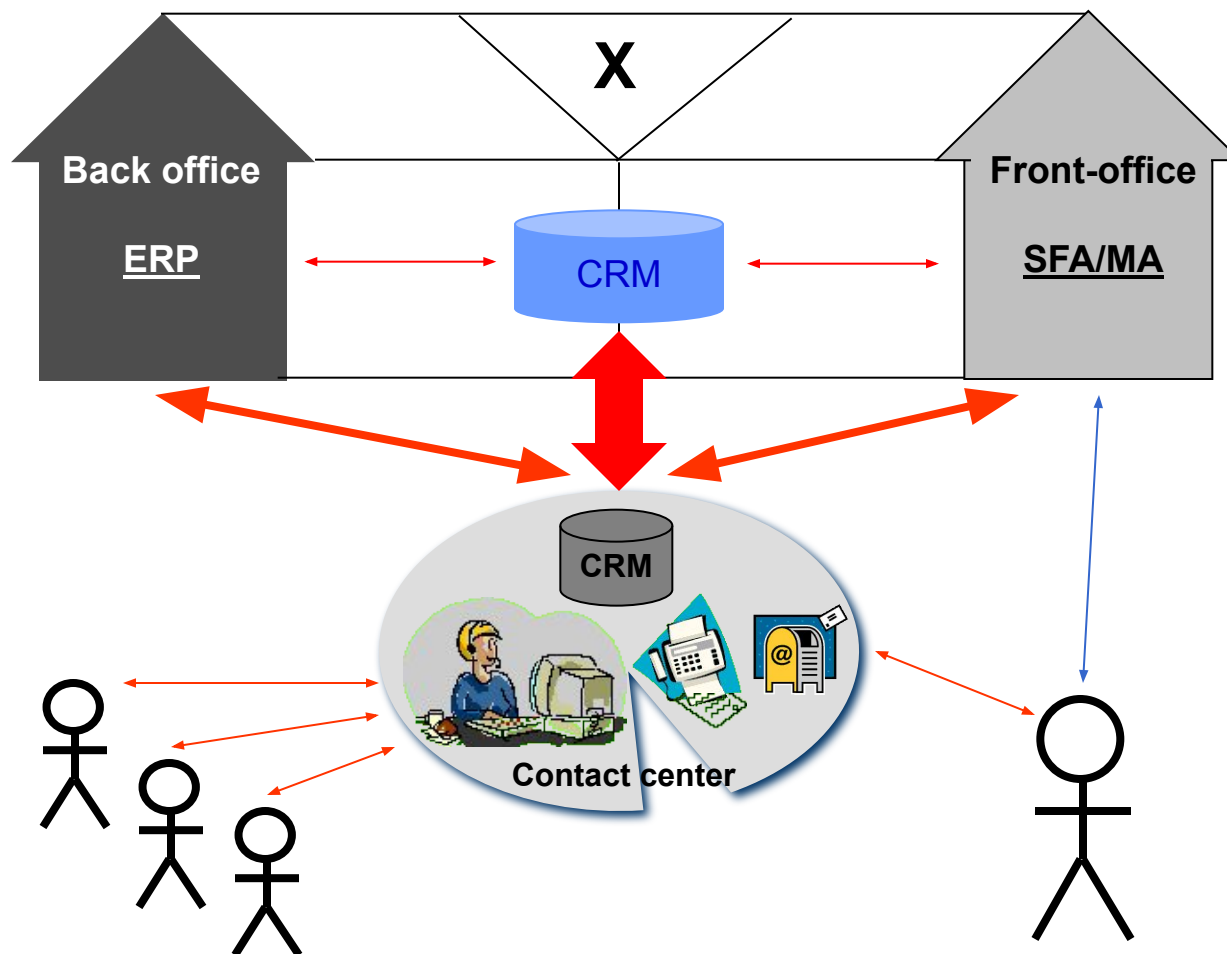 X
Back office
ERP
CRM
Front-office
SFA/MA
CRM
@
Contact center